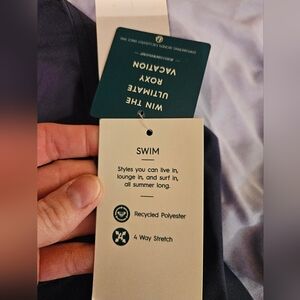 WIN THE
ULTIMATE
ROXY
VACATION
SWIM
Styles you can live in,
lounge in, and surf in,
all summer long.
Recycled Polyester
4 Way Stretch